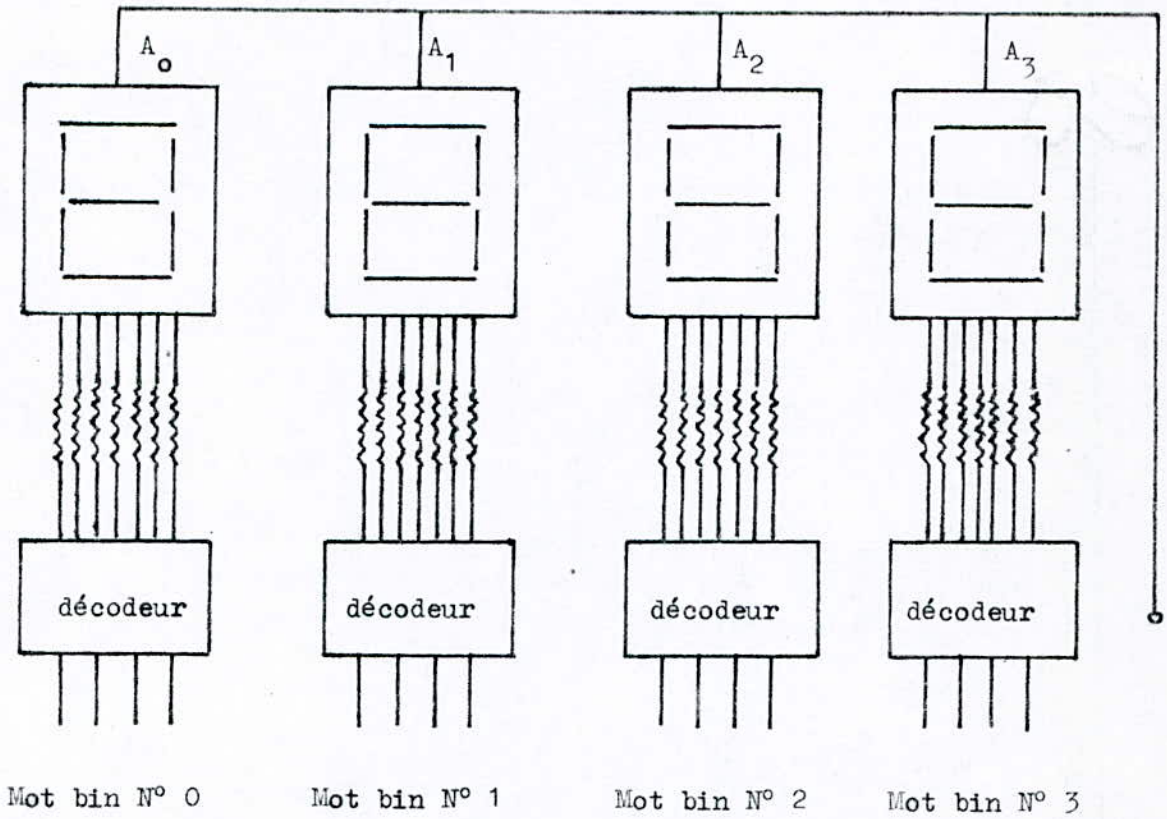 A0 A1 A2 A3
décodeur décodeur décodeur décodeur
Mot bin N° 0 Mot bin N° 1 Mot bin N° 2 Mot bin N° 3